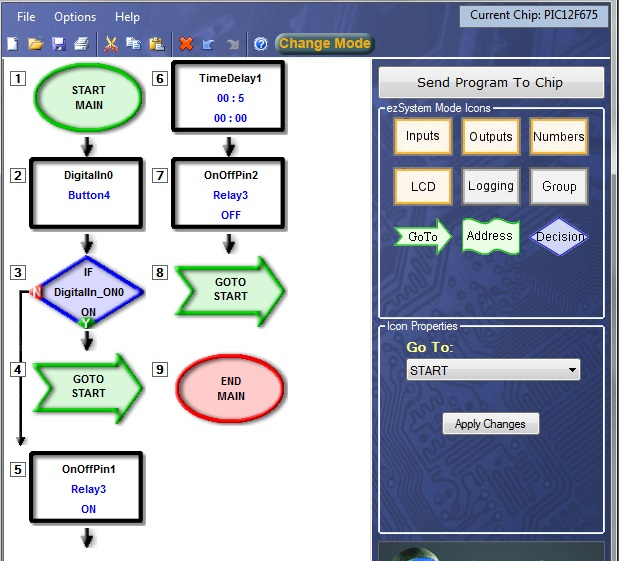 File Options Help
Current Chip: PIC12F675
Change Mode
1
START
MAIN
2
DigitalIn0
Button4
3
IF
DigitalIn_ON0
ON
N
Y
4
GOTO
START
5
OnOffPin1
Relay3
ON
6
TimeDelay1
00 : 5
00 : 00
7
OnOffPin2
Relay3
OFF
8
GOTO
START
9
END
MAIN
Send Program To Chip
ezSystem Mode Icons
Inputs Outputs Numbers
LCD Logging Group
GoTo Address Decision
Icon Properties
Go To:
START
Apply Changes